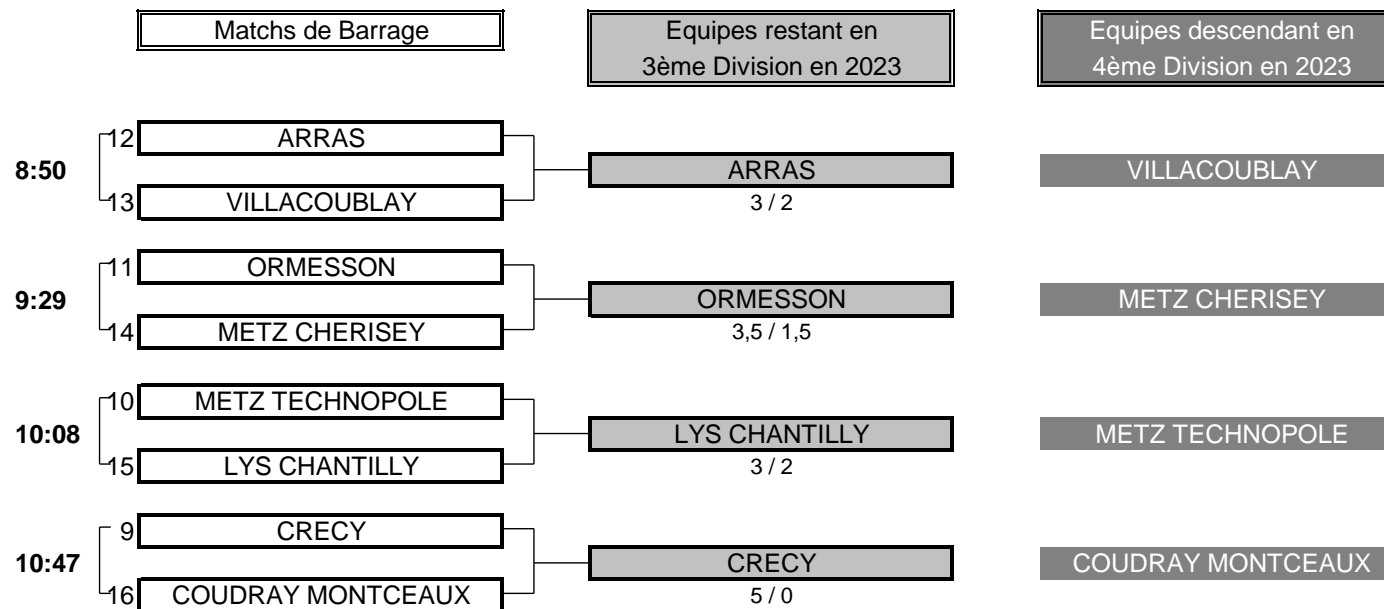 Matchs de Barrage
Equipes restant en
3ème Division en 2023
Equipes descendant en
4ème Division en 2023
8:50
12 ARRAS
13 VILLACOUBLAY
ARRAS
3 / 2
VILLACOUBLAY
9:29
11 ORMESSON
14 METZ CHERISEY
ORMESSON
3,5 / 1,5
METZ CHERISEY
10:08
10 METZ TECHNOPOLE
15 LYS CHANTILLY
LYS CHANTILLY
3 / 2
METZ TECHNOPOLE
10:47
9 CRECY
16 COUDRAY MONTCEAUX
CRECY
5 / 0
COUDRAY MONTCEAUX